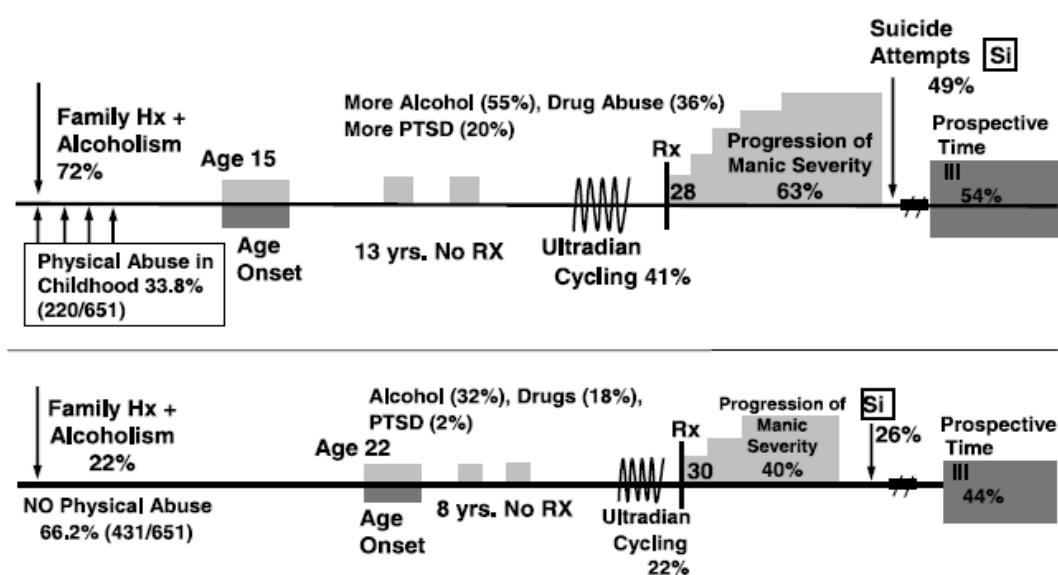 Suicide
Attempts Si
49%
Family Hx +
Alcoholism
72%
More Alcohol (55%), Drug Abuse (36%)
More PTSD (20%)
Age 15
Rx
Progression of
Manic Severity
63%
28
Prospective
Time
III
54%
Age
Onset
13 yrs. No RX
Ultradian
Cycling 41%
Physical Abuse in
Childhood 33.8%
(220/651)
Family Hx +
Alcoholism
22%
Alcohol (32%), Drugs (18%),
PTSD (2%)
Age 22
Rx
Progression of
Manic
Severity
40%
30
Si
26%
Prospective
Time
III
44%
NO Physical Abuse
66.2% (431/651)
Age
Onset
8 yrs. No RX
Ultradian
Cycling
22%